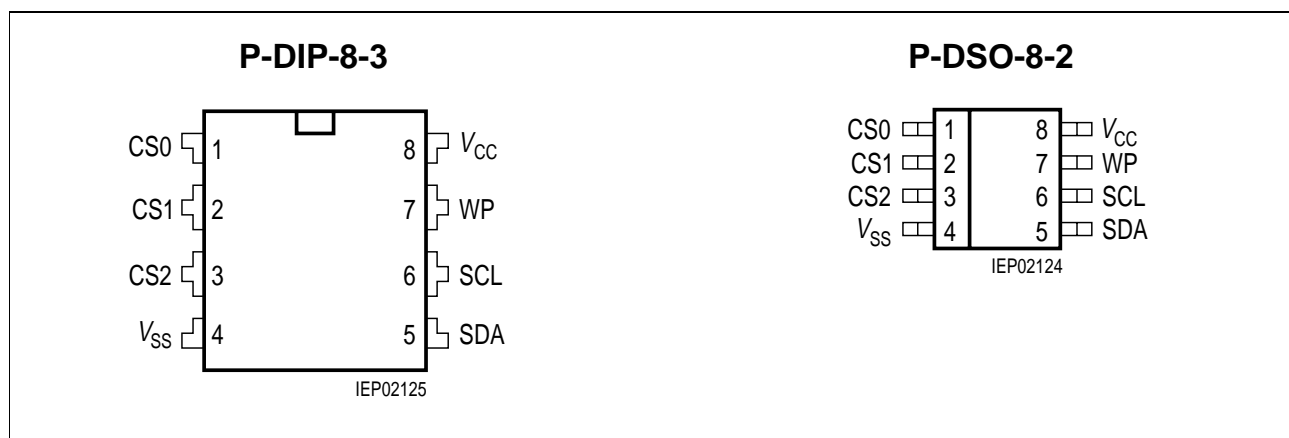 P-DIP-8-3
CS0 1 8 VCC
CS1 2 7 WP
CS2 3 6 SCL
VSS 4 5 SDA
IEP02125
P-DSO-8-2
CS0 1 8 VCC
CS1 2 7 WP
CS2 3 6 SCL
VSS 4 5 SDA
IEP02124